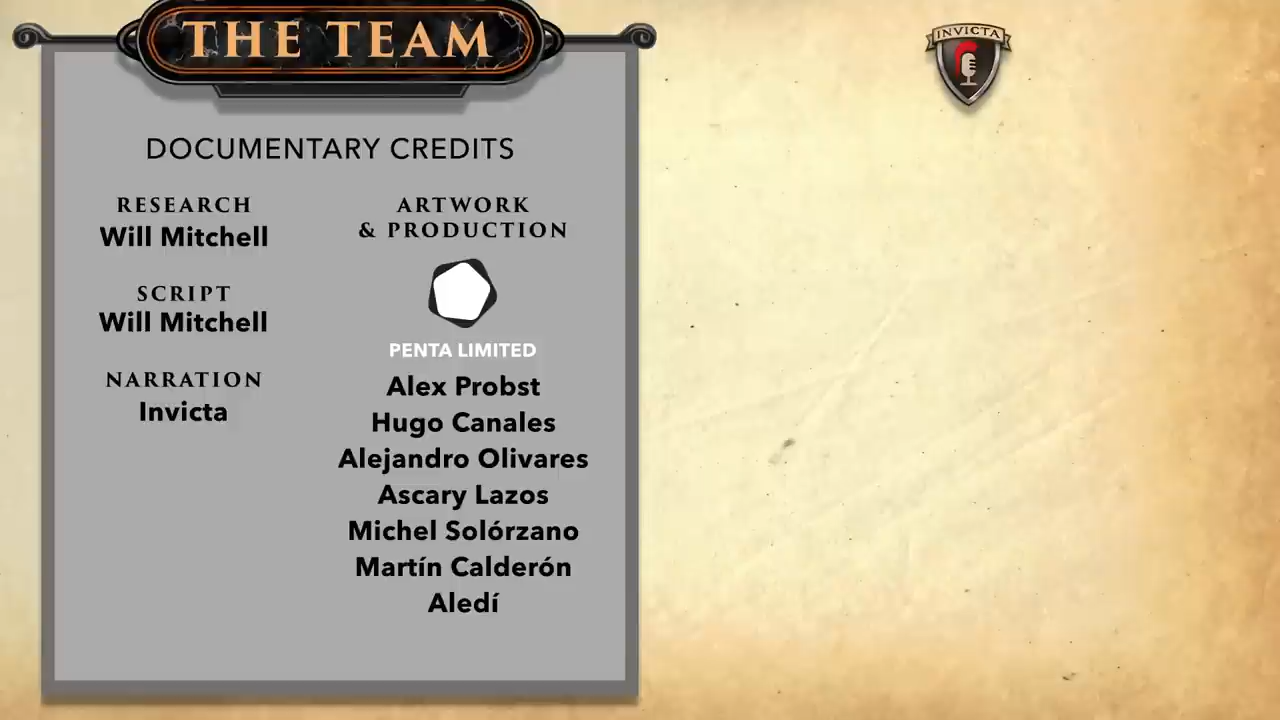 THE TEAM
INVICTA
DOCUMENTARY CREDITS
RESEARCH
Will Mitchell
SCRIPT
Will Mitchell
NARRATION
Invicta
ARTWORK
& PRODUCTION
PENTA LIMITED
Alex Probst
Hugo Canales
Alejandro Olivares
Ascary Lazos
Michel Solórzano
Martín Calderón
Aledí